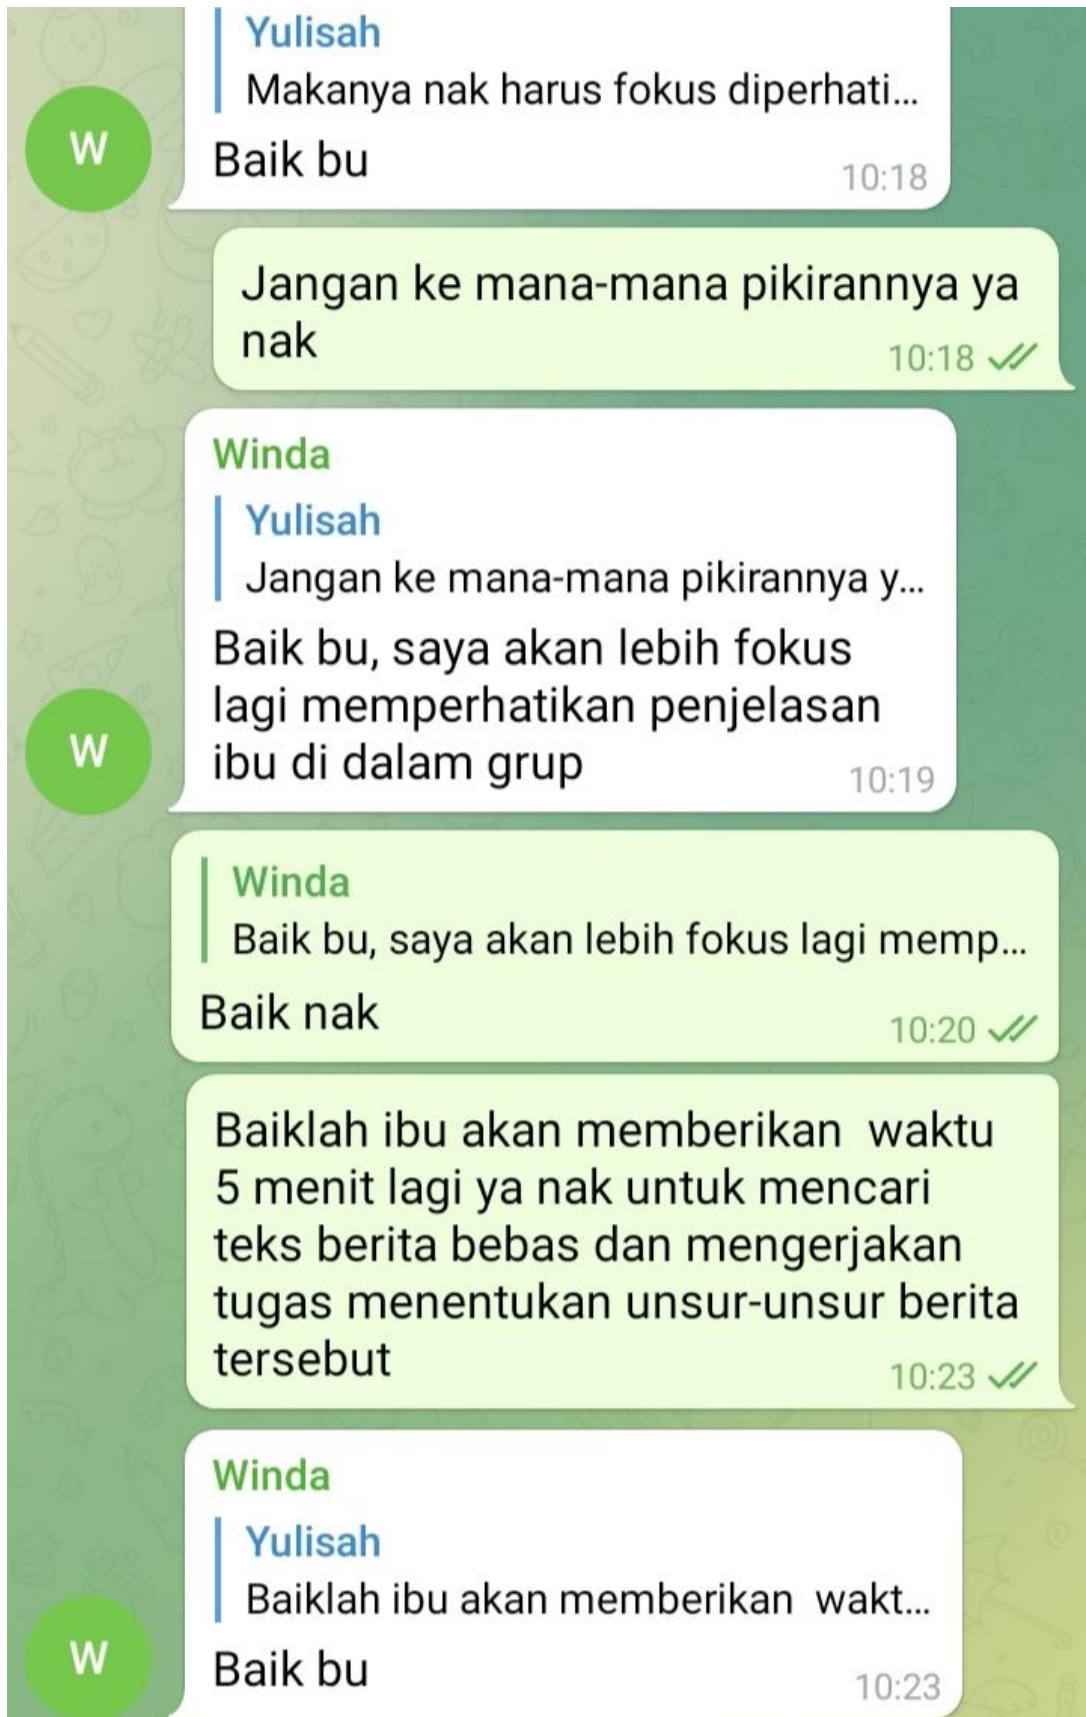 Yulisah
Makanya nak harus fokus diperhati...
W
Baik bu
10:18
Jangan ke mana-mana pikirannya ya
nak
10:18
Winda
Yulisah
Jangan ke mana-mana pikirannya y...
Baik bu, saya akan lebih fokus
lagi memperhatikan penjelasan
ibu di dalam grup
W
10:19
Winda
Baik bu, saya akan lebih fokus lagi memp...
Baik nak
10:20
Baiklah ibu akan memberikan  waktu
5 menit lagi ya nak untuk mencari
teks berita bebas dan mengerjakan
tugas menentukan unsur-unsur berita
tersebut
10:23
Winda
Yulisah
Baiklah ibu akan memberikan  wakt...
W
Baik bu
10:23